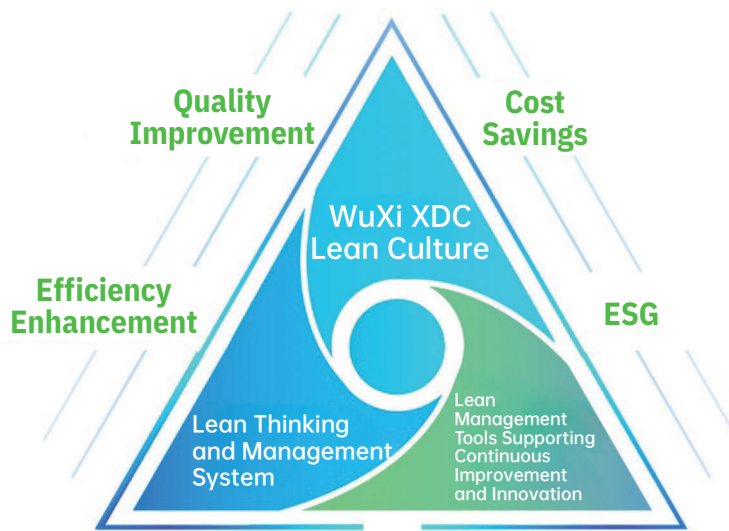 Quality
Improvement
Cost
Savings
WuXi XDC
Lean Culture
Efficiency
Enhancement
ESG
Lean Thinking
and Management
System
Lean
Management
Tools Supporting
Continuous
Improvement
and Innovation